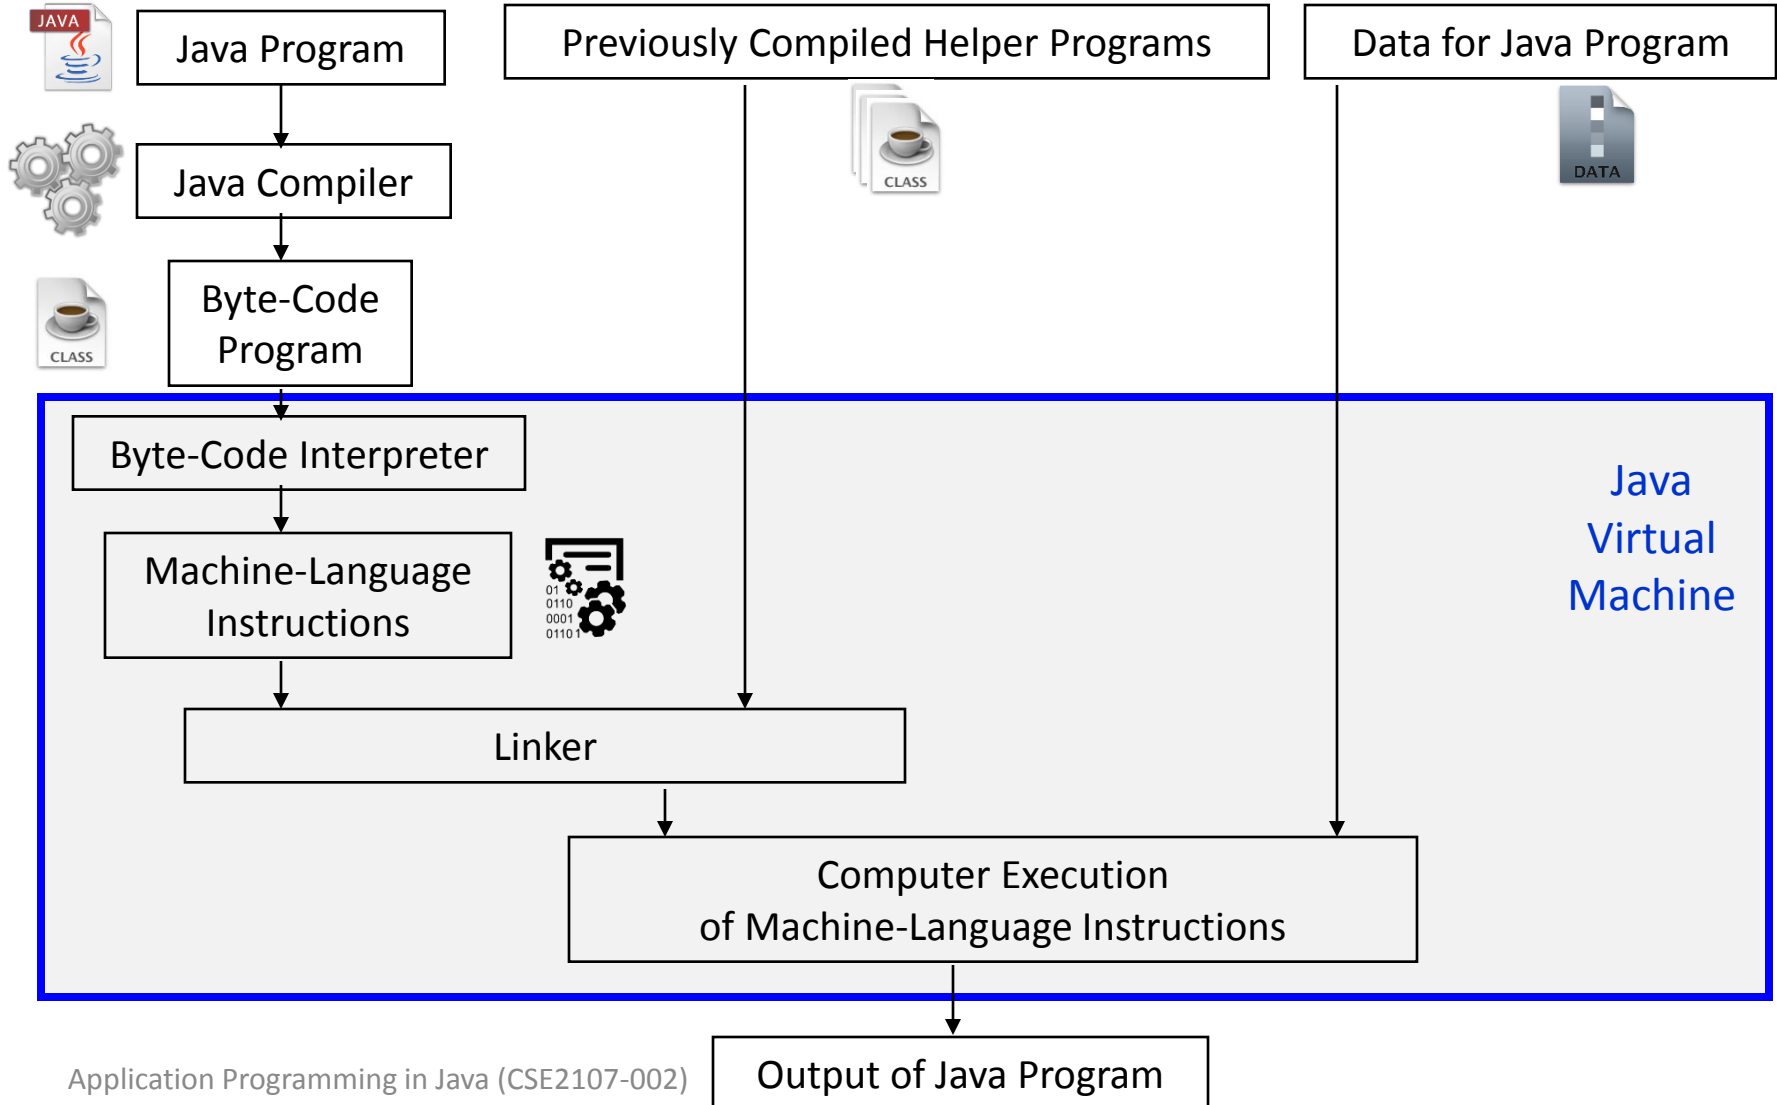 JAVA
Java Program
Previously Compiled Helper Programs
Data for Java Program
CLASS
DATA
Java Compiler
Byte-Code
Program
CLASS
Byte-Code Interpreter
Java
Virtual
Machine
Machine-Language
Instructions
01
0110
0001
01101
Linker
Computer Execution
of Machine-Language Instructions
Output of Java Program
Application Programming in Java (CSE2107-002)